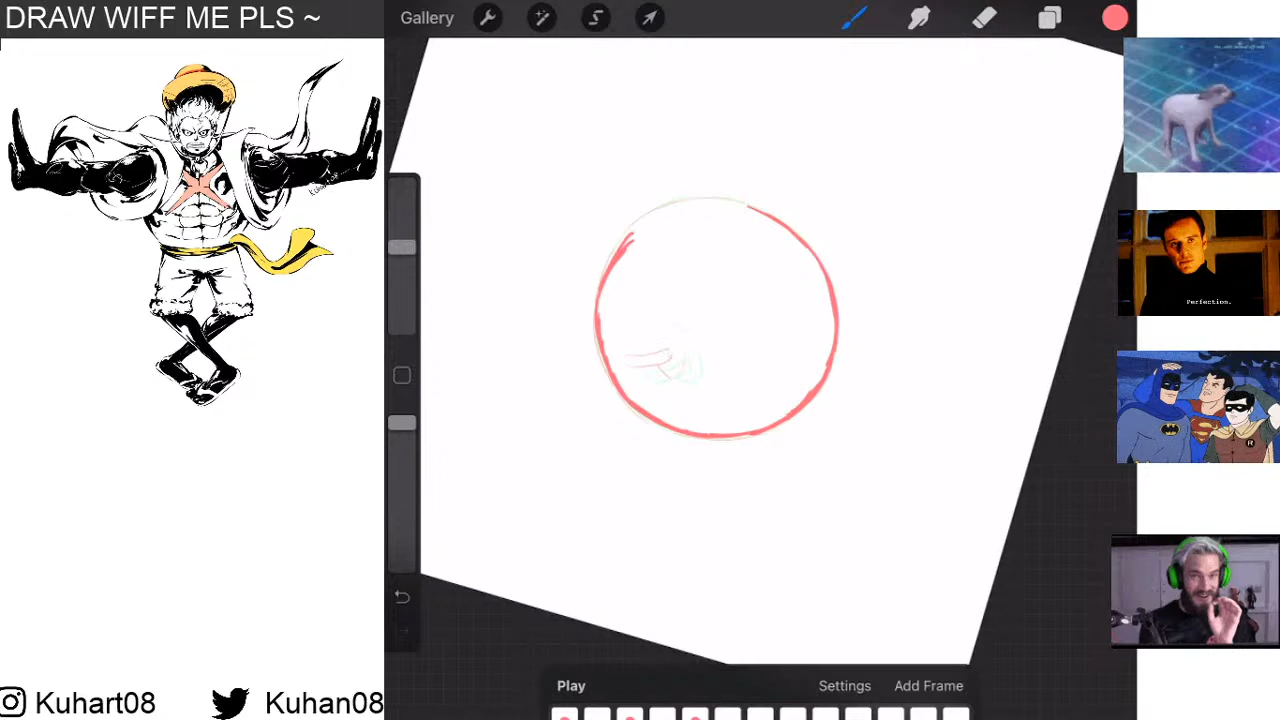 DRAW WIFF ME PLS ~
Gallery
Perfection.
R
Play
Settings
Add Frame
Kuhart08
Kuhan08